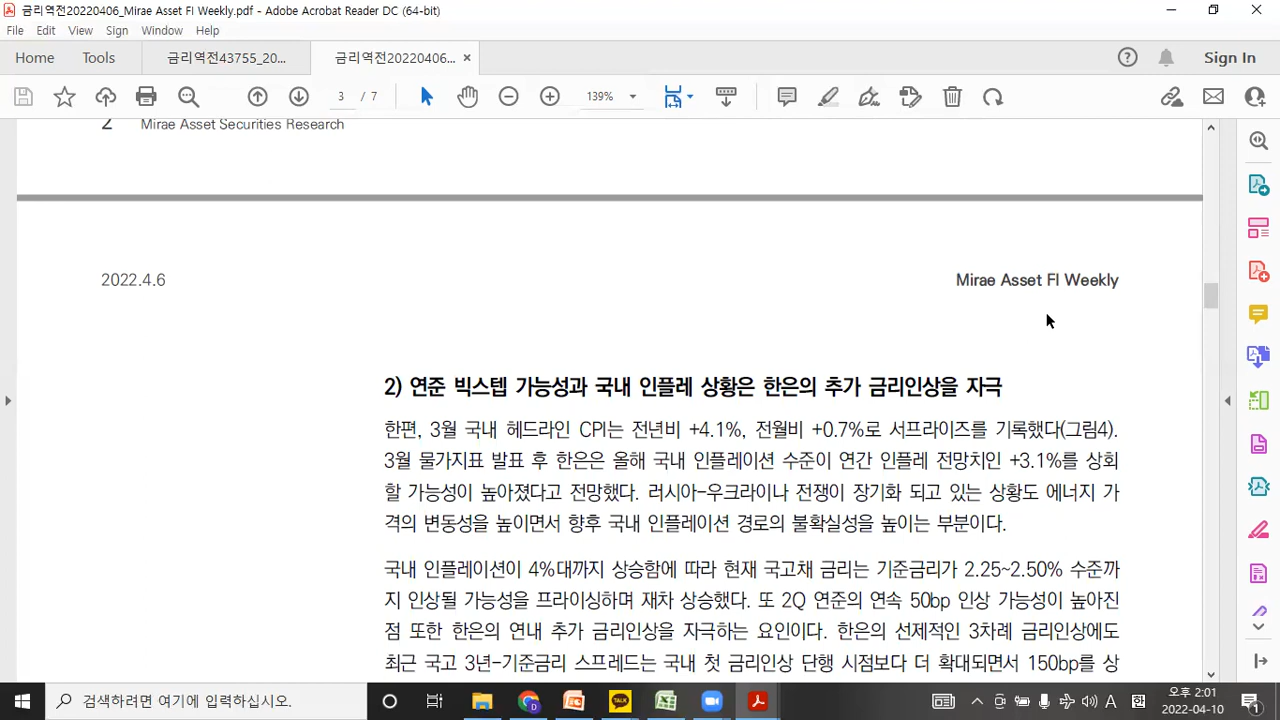 금리역전20220406_Mirae Asset FI Weekly.pdf - Adobe Acrobat Reader DC (64-bit)
File Edit View Sign Window Help
Home Tools 금리역전43755_20... 금리역전20220406... × Sign In
3 / 7 139%
2 Mirae Asset Securities Research
2022.4.6 Mirae Asset FI Weekly
2) 연준 빅스텝 가능성과 국내 인플레 상황은 한은의 추가 금리인상을 자극
한편, 3월 국내 헤드라인 CPI는 전년비 +4.1%, 전월비 +0.7%로 서프라이즈를 기록했다(그림4).
3월 물가지표 발표 후 한은은 올해 국내 인플레이션 수준이 연간 인플레 전망치인 +3.1%를 상회
할 가능성이 높아졌다고 전망했다. 러시아-우크라이나 전쟁이 장기화 되고 있는 상황도 에너지 가
격의 변동성을 높이면서 향후 국내 인플레이션 경로의 불확실성을 높이는 부분이다.
국내 인플레이션이 4%대까지 상승함에 따라 현재 국고채 금리는 기준금리가 2.25~2.50% 수준까
지 인상될 가능성을 프라이싱하며 재차 상승했다. 또 2Q 연준의 연속 50bp 인상 가능성이 높아진
점 또한 한은의 연내 추가 금리인상을 자극하는 요인이다. 한은의 선제적인 3차례 금리인상에도
최근 국고 3년-기준금리 스프레드는 국내 첫 금리인상 단행 시점보다 더 확대되면서 150bp를 상
검색하려면 여기에 입력하십시오. TALK A 한 오후 2:01
2022-04-10 1